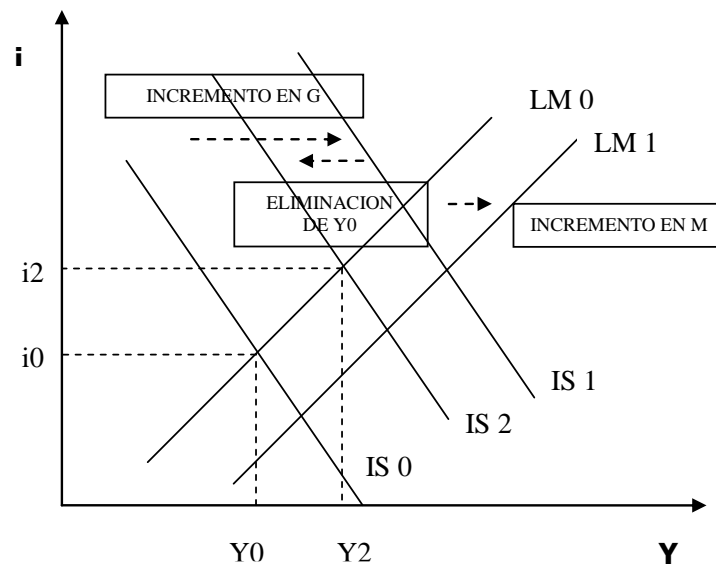 i
INCREMENTO EN G
LM 0
LM 1
ELIMINACION
DE Y0
INCREMENTO EN M
i2
i0
IS 1
IS 2
IS 0
Y0
Y2
Y